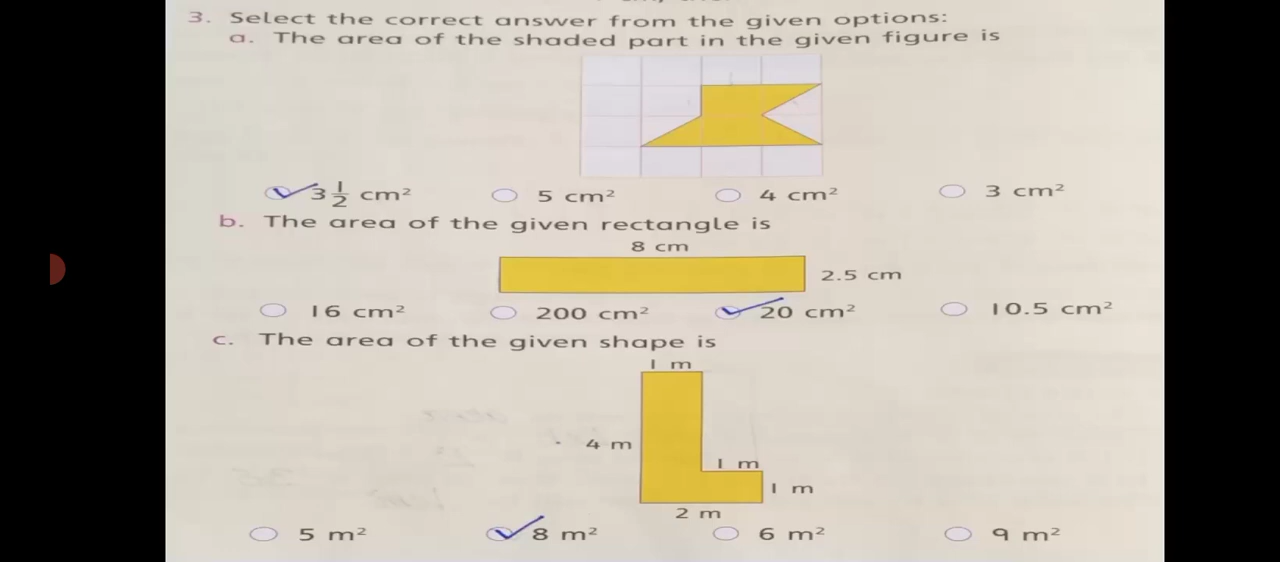 3. Select the correct answer from the given options:
a. The area of the shaded part in the given figure is
3 1/2 cm² 5 cm² 4 cm² 3 cm²
b. The area of the given rectangle is
8 cm
2.5 cm
16 cm² 200 cm² 20 cm² 10.5 cm²
c. The area of the given shape is
1 m
4 m
1 m
1 m
2 m
5 m² 8 m² 6 m² 9 m²